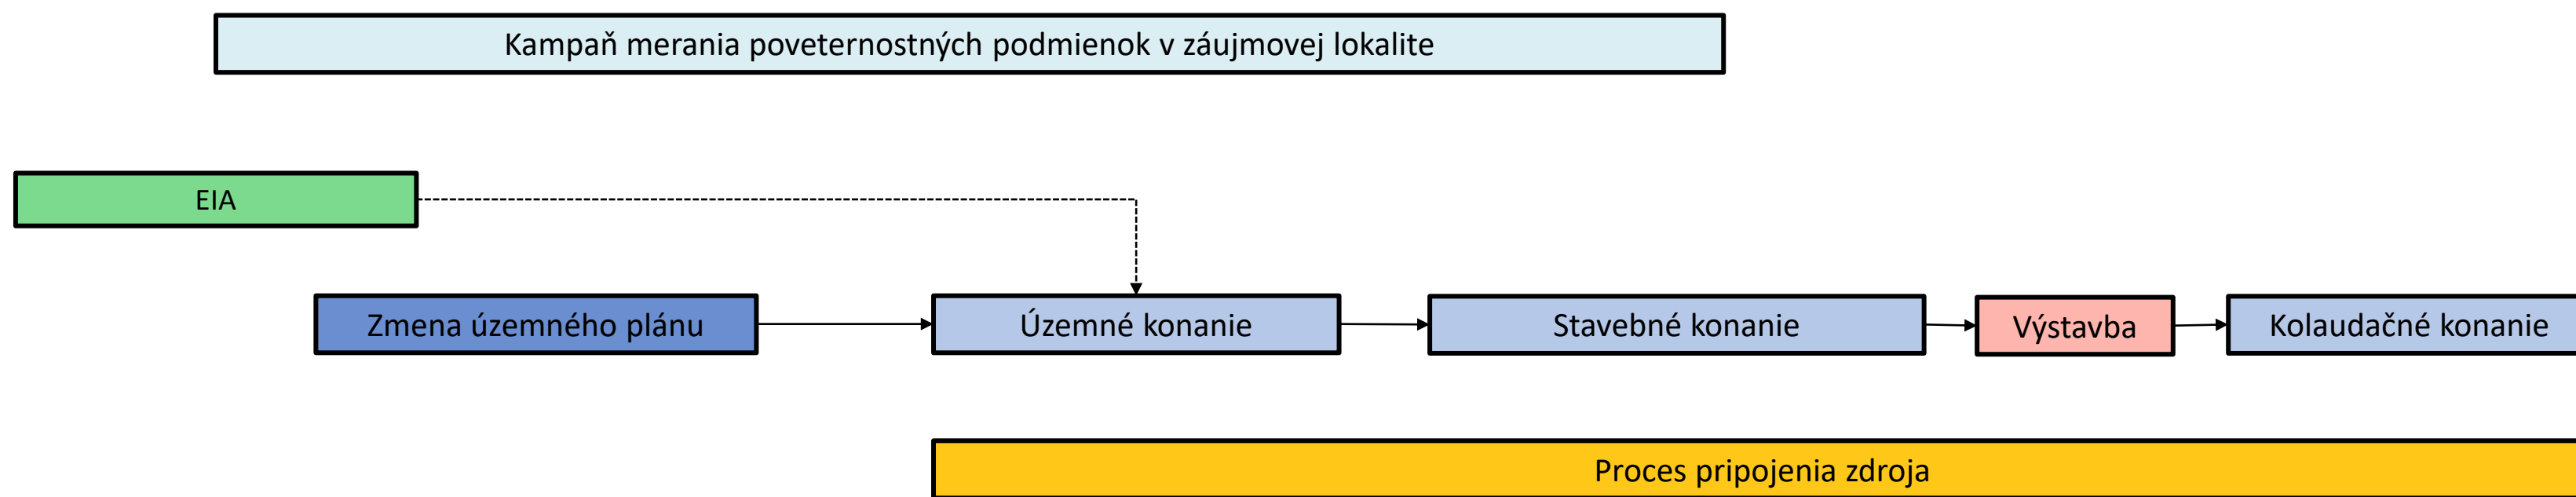 Kampaň merania poveternostných podmienok v záujmovej lokalite
EIA
Zmena územného plánu
Územné konanie
Stavebné konanie
Výstavba
Kolaudačné konanie
Proces pripojenia zdroja